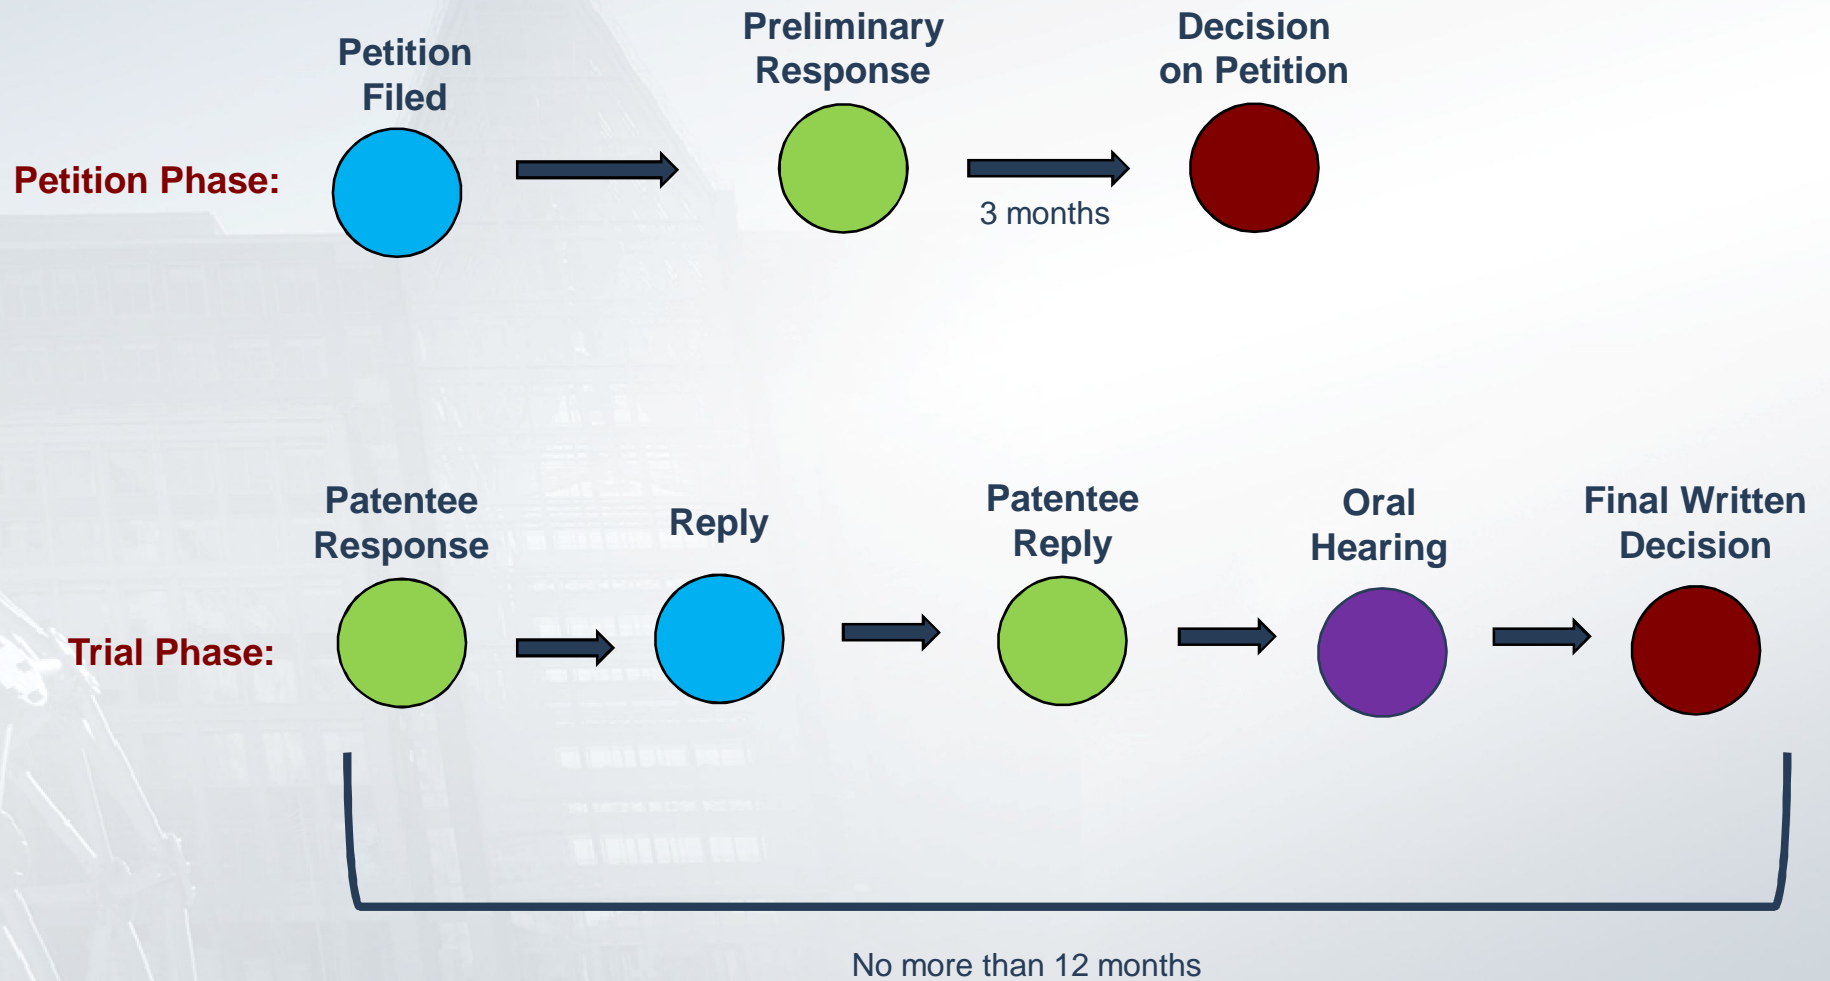 Petition
Filed
Preliminary
Response
Decision
on Petition
Petition Phase:
3 months
Patentee
Response
Reply
Patentee
Reply
Oral
Hearing
Final Written
Decision
Trial Phase:
No more than 12 months